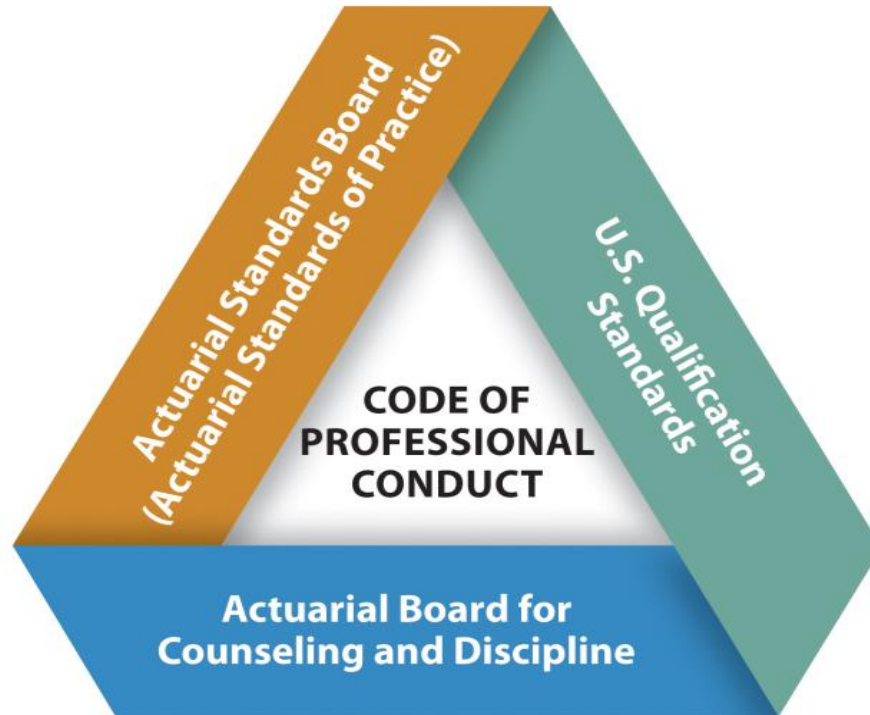 Actuarial Standards Board
(Actuarial Standards of Practice)
U.S. Qualification
Standards
CODE OF
PROFESSIONAL
CONDUCT
Actuarial Board for
Counseling and Discipline